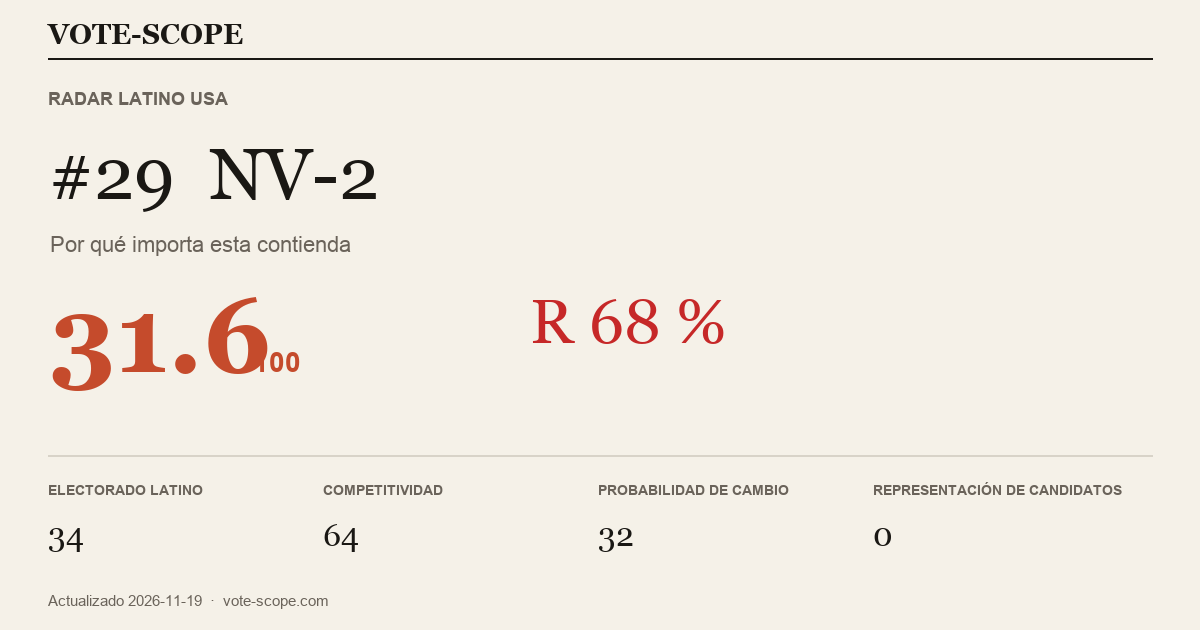 VOTE-SCOPE
RADAR LATINO USA
#29 NV-2
Por qué importa esta contienda
31.6
R 68 %
ELECTORADO LATINO
COMPETITIVIDAD
PROBABILIDAD DE CAMBIO
REPRESENTACIÓN DE CANDIDATOS
34
64
32
0
Actualizado 2026-11-19 · vote-scope.com